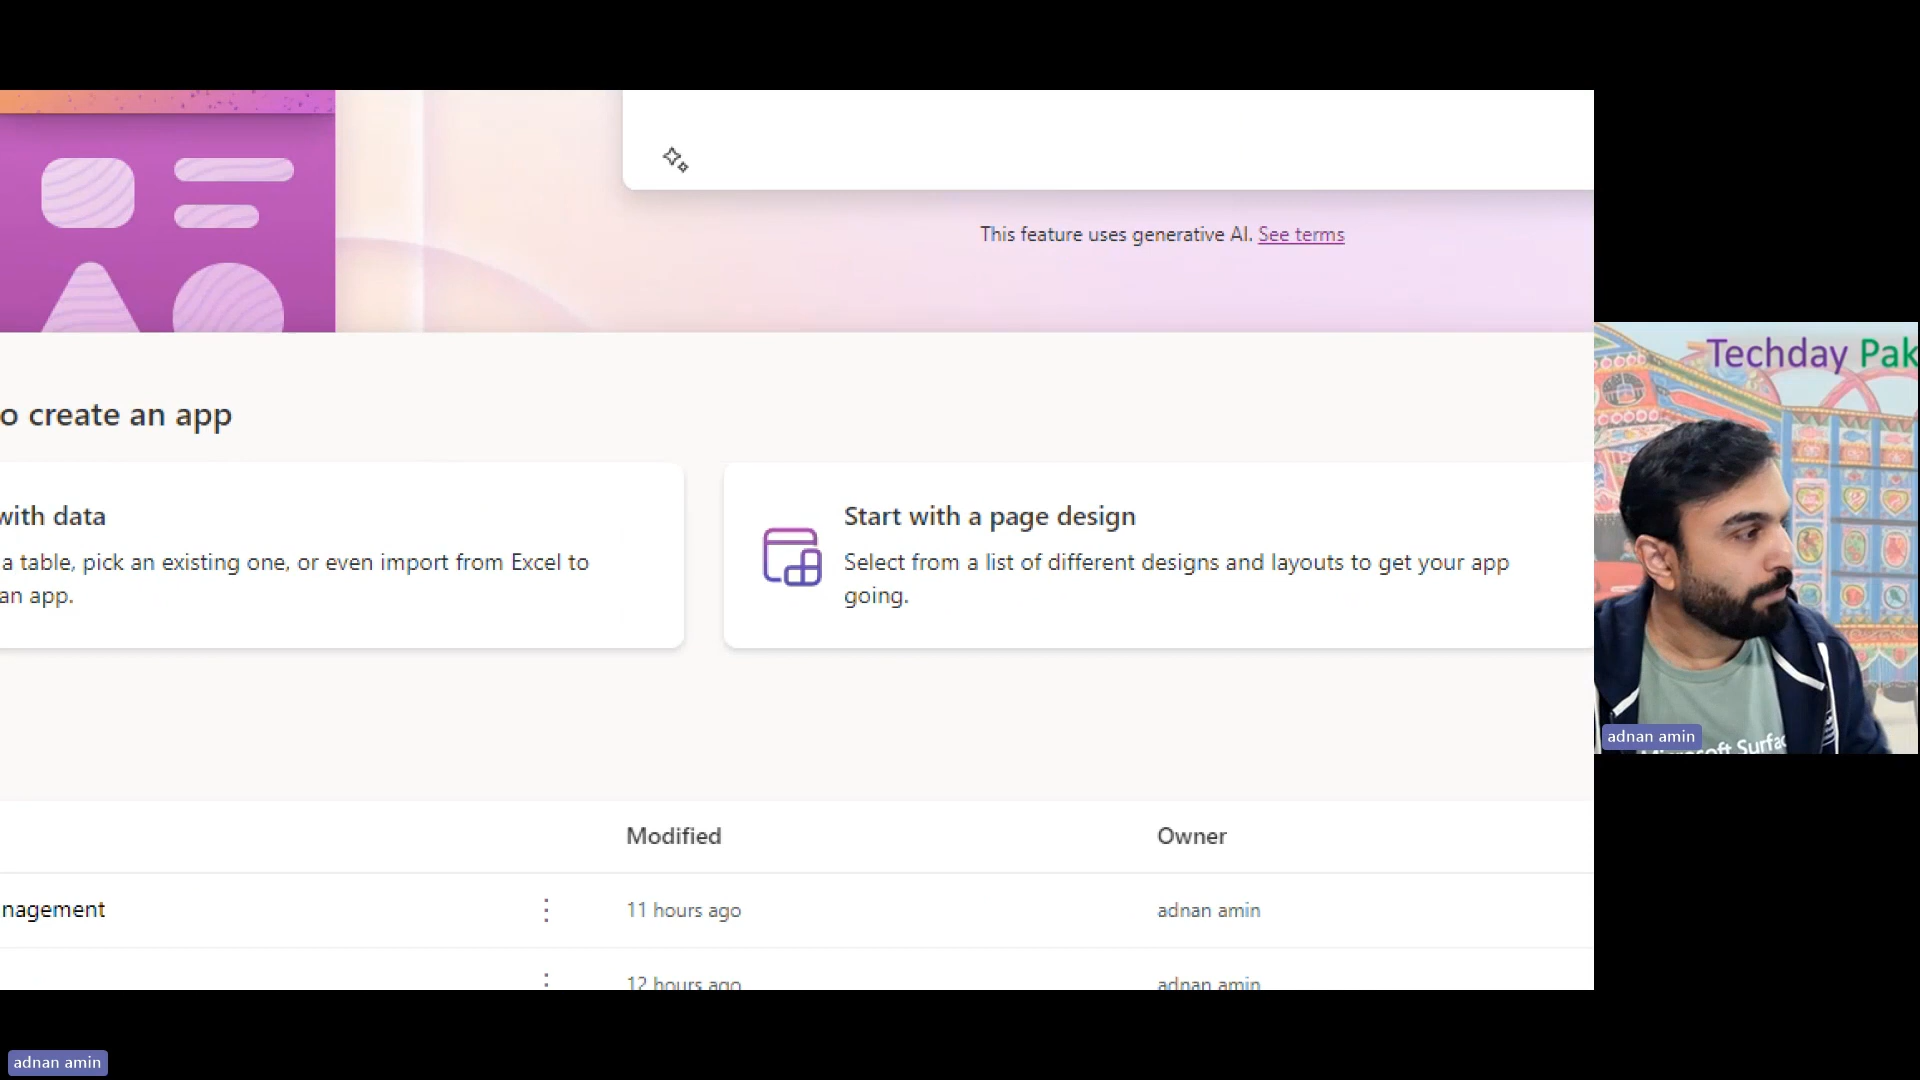 This feature uses generative AI. See terms
o create an app
with data
a table, pick an existing one, or even import from Excel to
an app.
Start with a page design
Select from a list of different designs and layouts to get your app
going.
Modified
Owner
nagement
11 hours ago
adnan amin
12 hours ago
adnan amin
Techday Pak
Microsoft Surfac
adnan amin
adnan amin